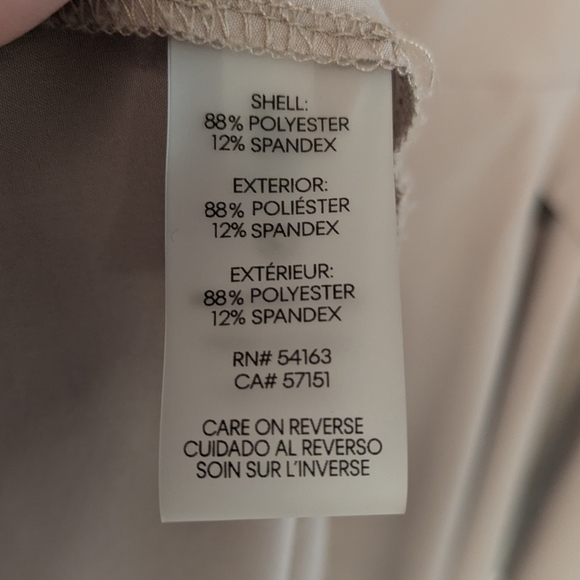 SHELL:
88% POLYESTER
12% SPANDEX
EXTERIOR:
88% POLIÉSTER
12% SPANDEX
EXTÉRIEUR:
88% POLYESTER
12% SPANDEX
RN# 54163
CA# 57151
CARE ON REVERSE
CUIDADO AL REVERSO
SOIN SUR L'INVERSE